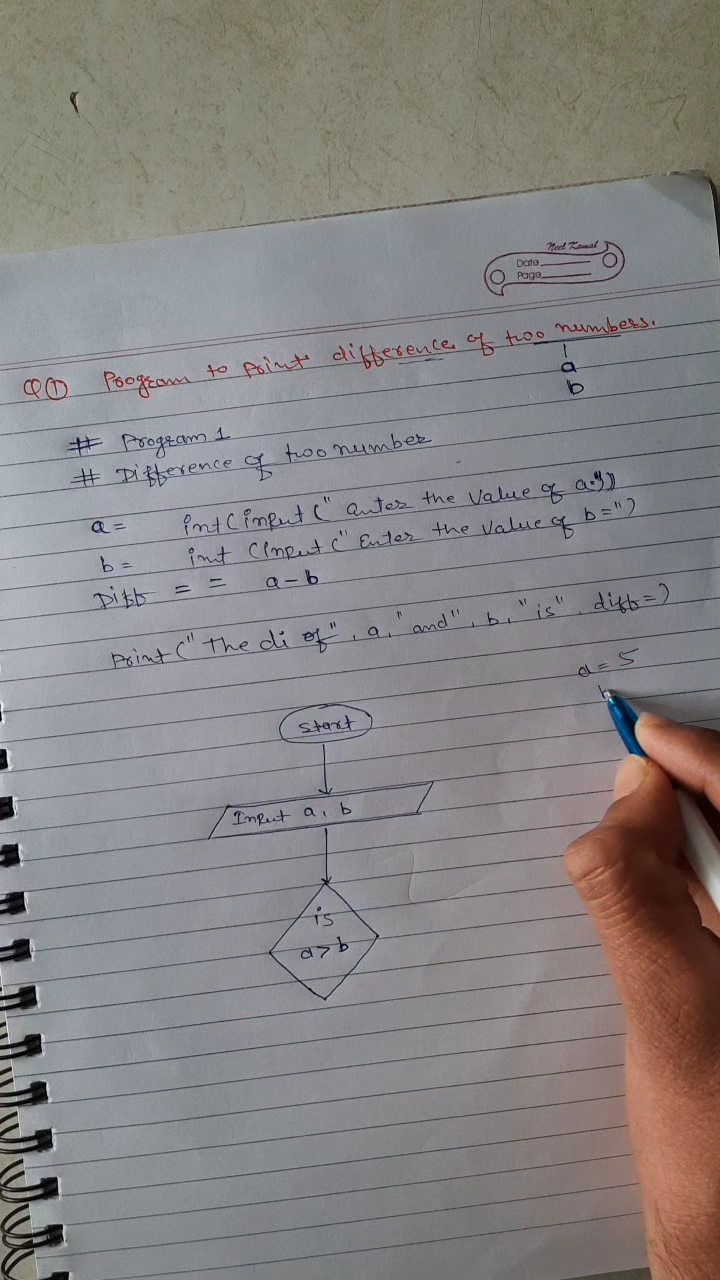 Neel Kamal
Date
Page
Q① Program to print difference of two numbers.
a
b
# Program 1
# Difference of two number
a = int(input(" anter the value of a="))
b = int (Input (" Enter the value of b=")
Diff = = a-b
Print (" The di of", a, "and", b, "is", diff=)
a = 5
b
Start
Input a, b
is
a>b